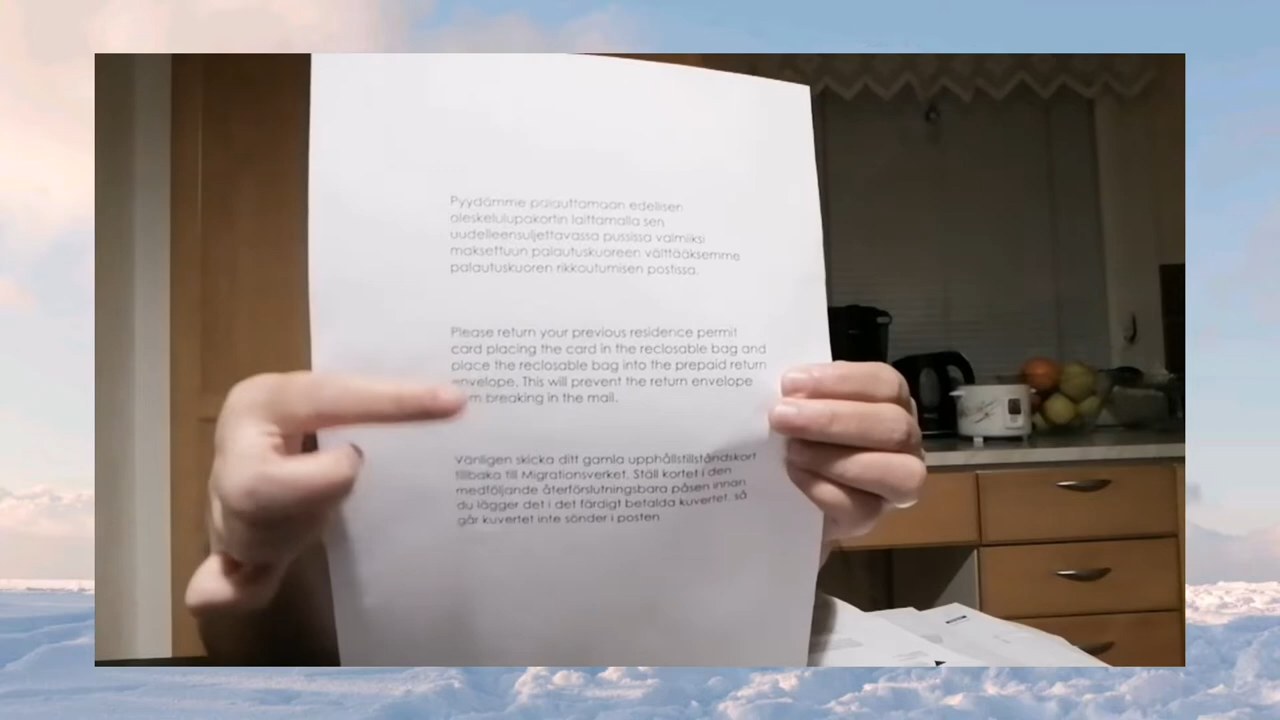 Pyydämme palauttamaan edellisen
oleskelulupakortin laittamalla sen
uudelleensuljettavassa pussissa valmiiksi
maksettuun palautuskuoreen välttääksemme
palautuskuoren rikkoutumisen postissa.
Please return your previous residence permit
card placing the card in the reclosable bag and
place the reclosable bag into the prepaid return
envelope. This will prevent the return envelope
breaking in the mail.
Vänligen skicka ditt gamla upphållstillståndskort
tillbaka till Migrationsverket. Ställ kortet i den
medföljande återförslutningsbara påsen innan
du lägger det i det färdigt betalda kuvertet, så
går kuvertet inte sönder i posten